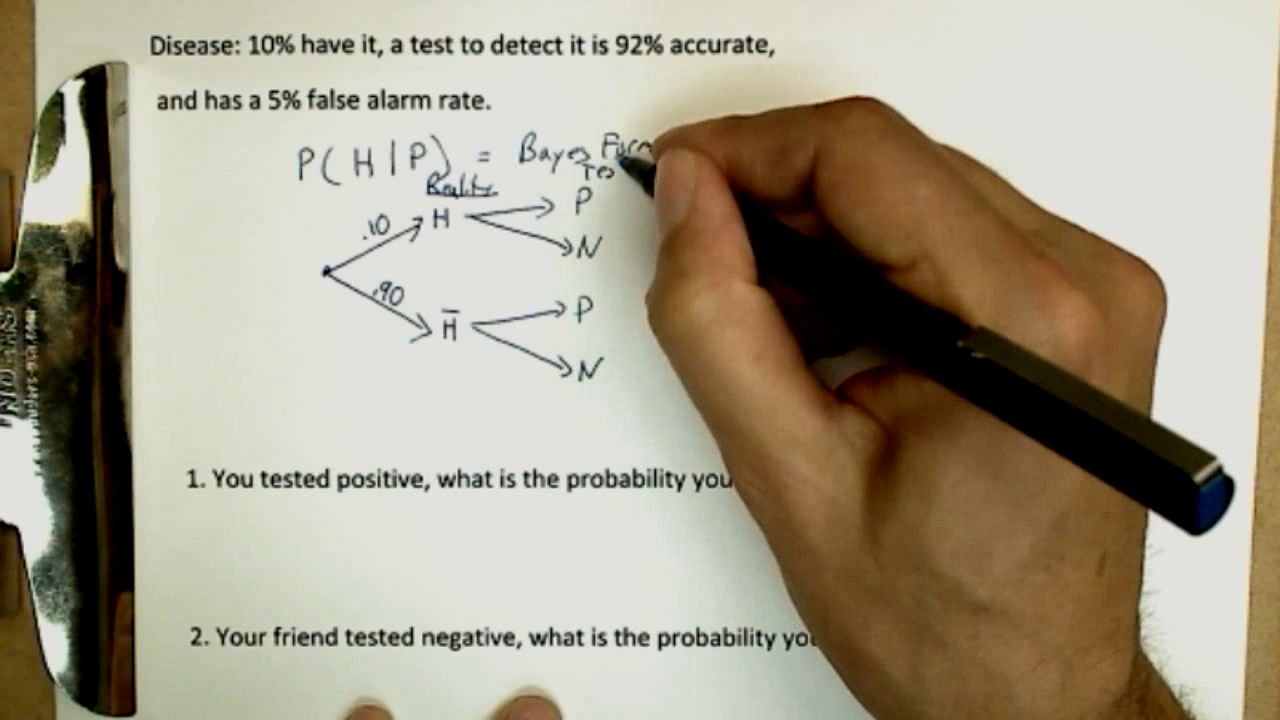 Disease: 10% have it, a test to detect it is 92% accurate,
and has a 5% false alarm rate.
P(H|P) = Bayes
.10 H P
N
.90 H̅ P
N
1. You tested positive, what is the probability you
2. Your friend tested negative, what is the probability